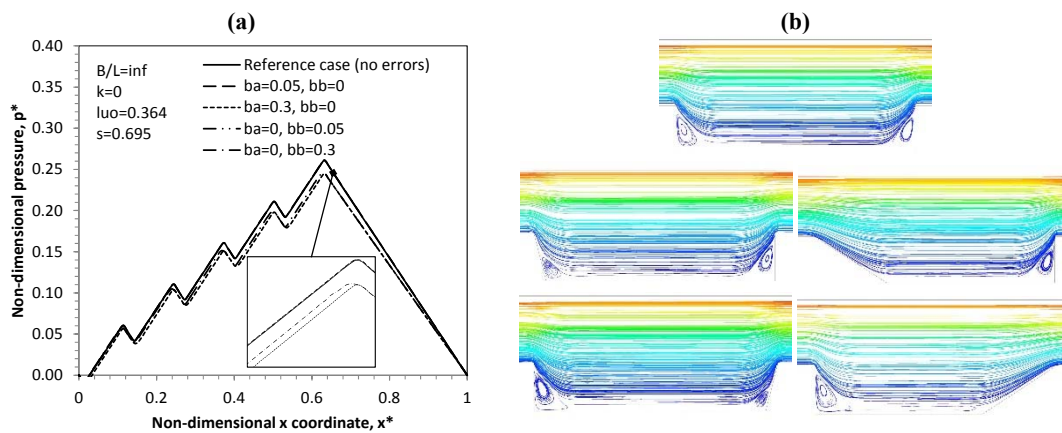 (a)
(b)
0.40
0.35
0.30
0.25
0.20
0.15
0.10
0.05
0.00
Non-dimensional pressure, p*
B/L=inf
k=0
luo=0.364
s=0.695
Reference case (no errors)
ba=0.05, bb=0
ba=0.3, bb=0
ba=0, bb=0.05
ba=0, bb=0.3
0 0.2 0.4 0.6 0.8 1
Non-dimensional x coordinate, x*